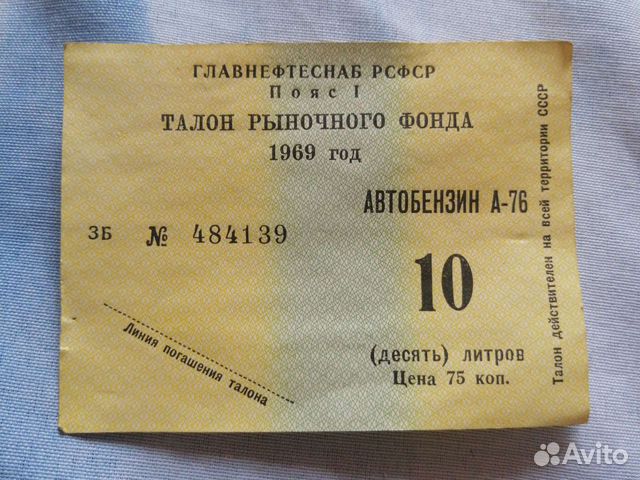 ГЛАВНЕФТЕСНАБ РСФСР
Пояс I
ТАЛОН РЫНОЧНОГО ФОНДА
1969 год
АВТОБЕНЗИН А-76
ЗБ № 484139
10
(десять) литров
Цена 75 коп.
Линия погашения талона
Талон действителен на всей территории СССР
Avito